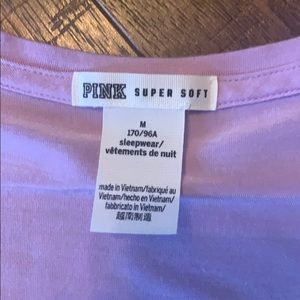 PINK SUPER SOFT
M
170/96A
sleepwear/
vêtements de nuit
made in Vietnam/fabriqué au
Vietnam/hecho en Vietnam/
fabbricato in Vietnam/
越南制造